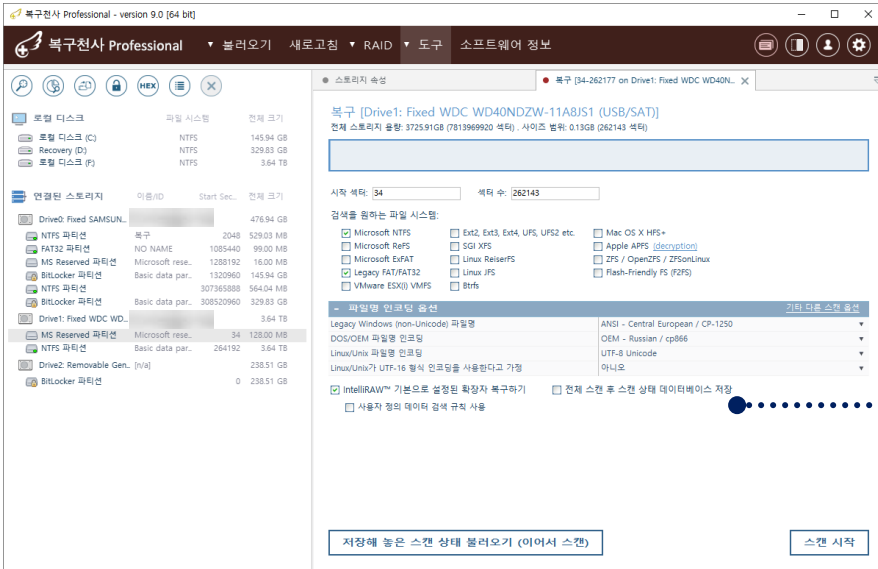 복구천사 Professional - version 9.0 [64 bit]
복구천사 Professional ▼ 불러오기 새로고침 ▼ RAID ▼ 도구 소프트웨어 정보
HEX
스토리지 속성
복구 [34-262177 on Drive1: Fixed WDC WD40N...
로컬 디스크 파일 시스템 전체 크기
로컬 디스크 (C:) NTFS 145.94 GB
Recovery (D:) NTFS 329.83 GB
로컬 디스크 (F:) NTFS 3.64 TB
연결된 스토리지 이름/ID Start Sec... 전체 크기
Drive0: Fixed SAMSUN... 476.94 GB
NTFS 파티션 복구 2048 529.03 MB
FAT32 파티션 NO NAME 1085440 99.00 MB
MS Reserved 파티션 Microsoft rese.. 1288192 16.00 MB
BitLocker 파티션 Basic data par.. 1320960 145.94 GB
NTFS 파티션 307365888 564.04 MB
BitLocker 파티션 Basic data par.. 308520960 329.83 GB
Drive1: Fixed WDC WD... 3.64 TB
MS Reserved 파티션 Microsoft rese.. 34 128.00 MB
NTFS 파티션 Basic data par.. 264192 3.64 TB
Drive2: Removable Gen.. [n/a] 238.51 GB
BitLocker 파티션 0 238.51 GB
복구 [Drive1: Fixed WDC WD40NDZW-11A8JS1 (USB/SAT)]
전체 스토리지 용량: 3725.91GB (7813969920 섹터) . 사이즈 범위: 0.13GB (262143 섹터)
시작 섹터: 34 섹터 수: 262143
검색을 원하는 파일 시스템:
Microsoft NTFS Ext2, Ext3, Ext4, UFS, UFS2 etc. Mac OS X HFS+
Microsoft ReFS SGI XFS Apple APFS (decryption)
Microsoft ExFAT Linux ReiserFS ZFS / OpenZFS / ZFSonLinux
Legacy FAT/FAT32 Linux JFS Flash-Friendly FS (F2FS)
VMware ESX(i) VMFS Btrfs
- 파일명 인코딩 옵션 기타 다른 스캔 옵션
Legacy Windows (non-Unicode) 파일명 ANSI - Central European / CP-1250
DOS/OEM 파일명 인코딩 OEM - Russian / cp866
Linux/Unix 파일명 인코딩 UTF-8 Unicode
Linux/Unix가 UTF-16 형식 인코딩을 사용한다고 가정 아니오
IntelliRAW™ 기본으로 설정된 확장자 복구하기 전체 스캔 후 스캔 상태 데이터베이스 저장
사용자 정의 데이터 검색 규칙 사용
저장해 놓은 스캔 상태 불러오기 (이어서 스캔) 스캔 시작